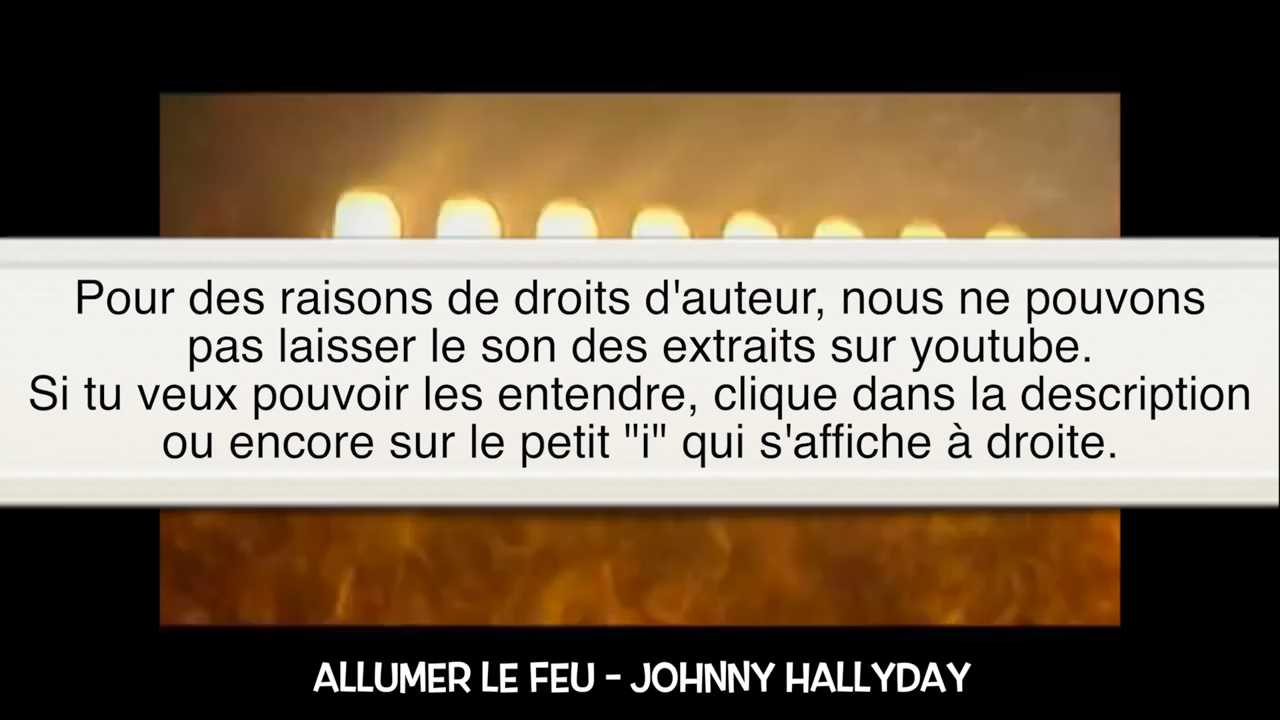 Pour des raisons de droits d'auteur, nous ne pouvons
pas laisser le son des extraits sur youtube.
Si tu veux pouvoir les entendre, clique dans la description
ou encore sur le petit "i" qui s'affiche à droite.
ALLUMER LE FEU - JOHNNY HALLYDAY